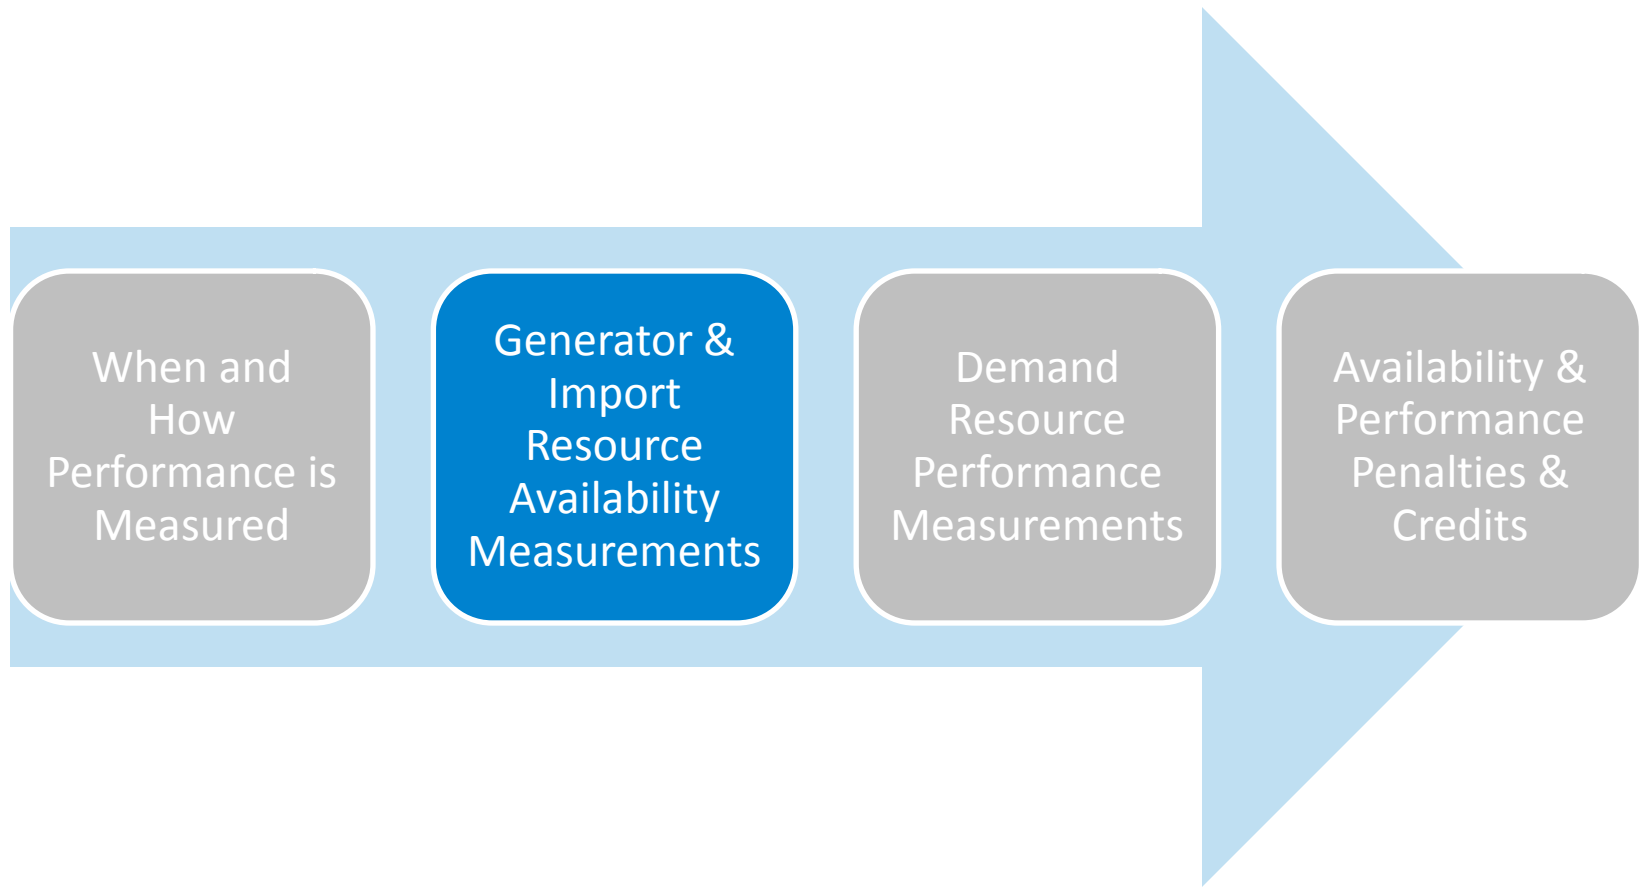 When and
How
Performance is
Measured
Generator &
Import
Resource
Availability
Measurements
Demand
Resource
Performance
Measurements
Availability &
Performance
Penalties &
Credits